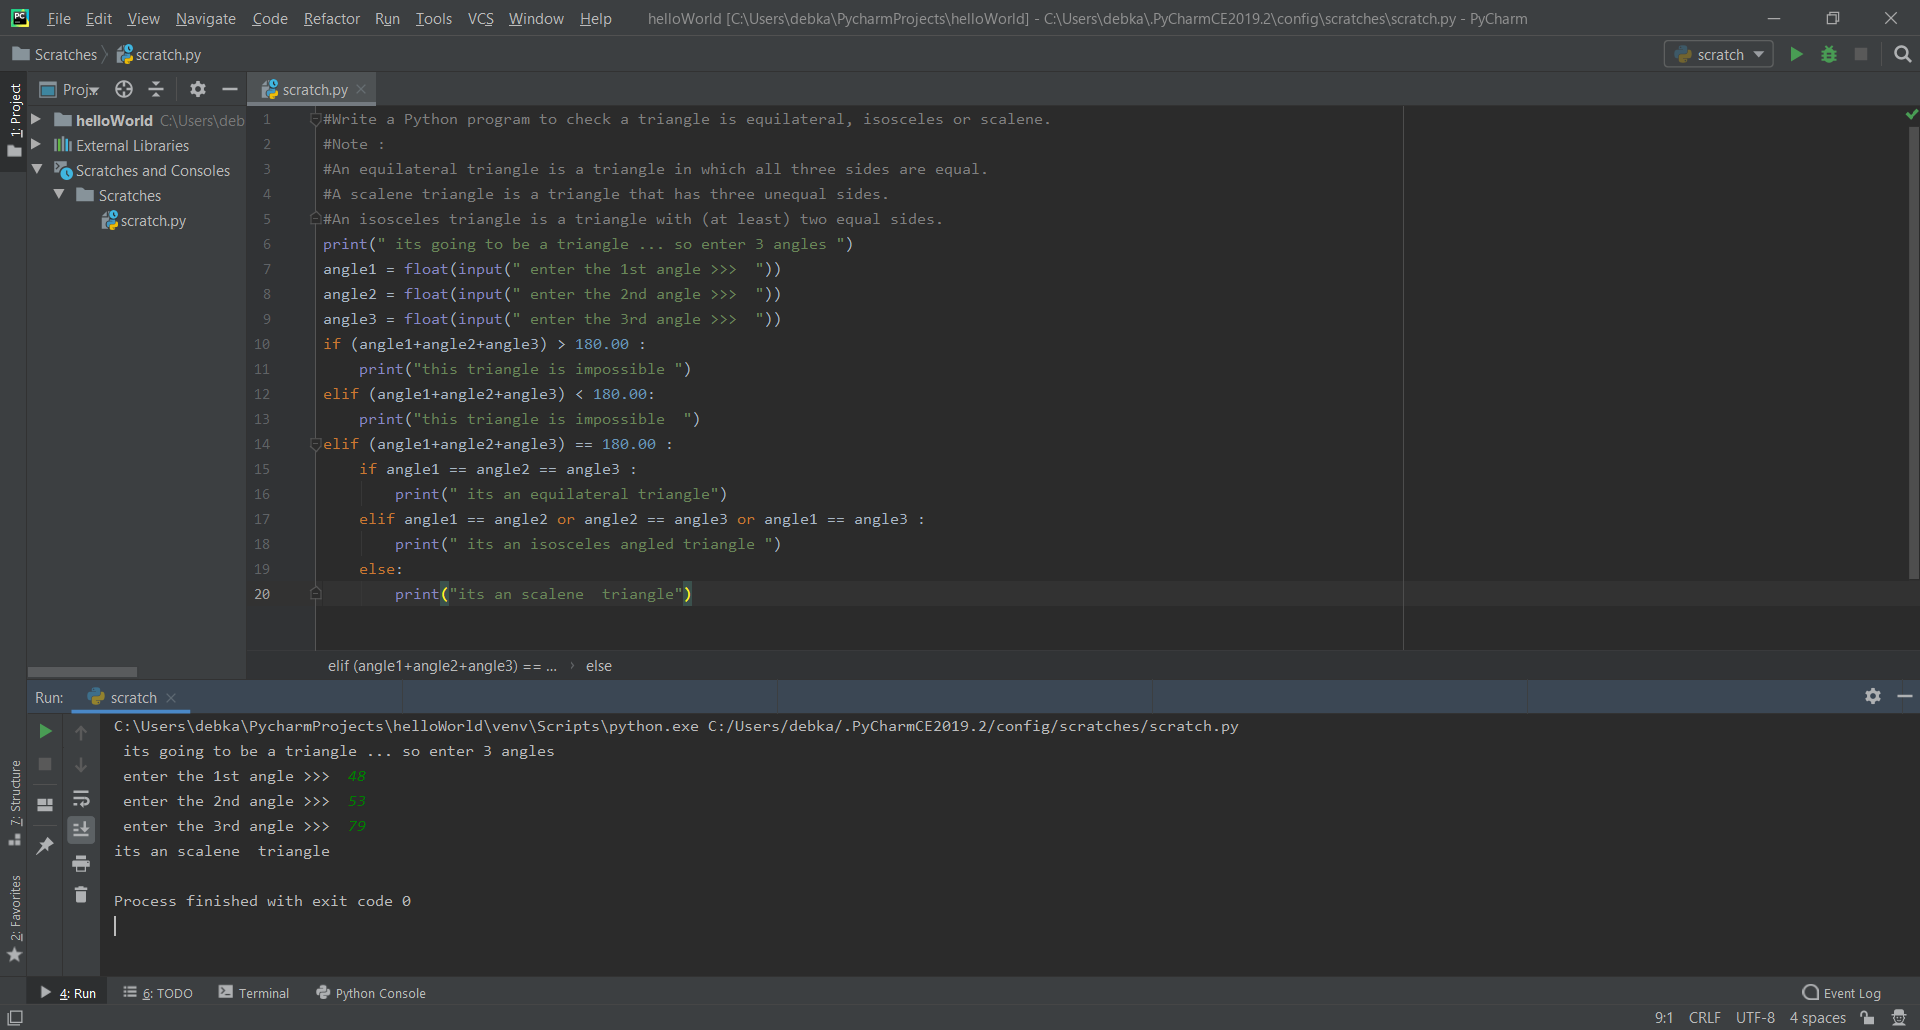 File Edit View Navigate Code Refactor Run Tools VCS Window Help helloWorld [C:\Users\debka\PycharmProjects\helloWorld] - C:\Users\debka\.PyCharmCE2019.2\config\scratches\scratch.py - PyCharm
Scratches scratch.py scratch
1: Project
Proj scratch.py
helloWorld C:\Users\deb
External Libraries
Scratches and Consoles
Scratches
scratch.py
1 #Write a Python program to check a triangle is equilateral, isosceles or scalene.
2 #Note :
3 #An equilateral triangle is a triangle in which all three sides are equal.
4 #A scalene triangle is a triangle that has three unequal sides.
5 #An isosceles triangle is a triangle with (at least) two equal sides.
6 print(" its going to be a triangle ... so enter 3 angles ")
7 angle1 = float(input(" enter the 1st angle >>>  "))
8 angle2 = float(input(" enter the 2nd angle >>>  "))
9 angle3 = float(input(" enter the 3rd angle >>>  "))
10 if (angle1+angle2+angle3) > 180.00 :
11     print("this triangle is impossible ")
12 elif (angle1+angle2+angle3) < 180.00:
13     print("this triangle is impossible  ")
14 elif (angle1+angle2+angle3) == 180.00 :
15     if angle1 == angle2 == angle3 :
16         print(" its an equilateral triangle")
17     elif angle1 == angle2 or angle2 == angle3 or angle1 == angle3 :
18         print(" its an isosceles angled triangle ")
19     else:
20         print("its an scalene  triangle")
elif (angle1+angle2+angle3) == ... › else
Run: scratch
C:\Users\debka\PycharmProjects\helloWorld\venv\Scripts\python.exe C:/Users/debka/.PyCharmCE2019.2/config/scratches/scratch.py
 its going to be a triangle ... so enter 3 angles
 enter the 1st angle >>>  48
 enter the 2nd angle >>>  53
 enter the 3rd angle >>>  79
its an scalene  triangle
Process finished with exit code 0
7: Structure
2: Favorites
4: Run 6: TODO Terminal Python Console Event Log
9:1 CRLF UTF-8 4 spaces